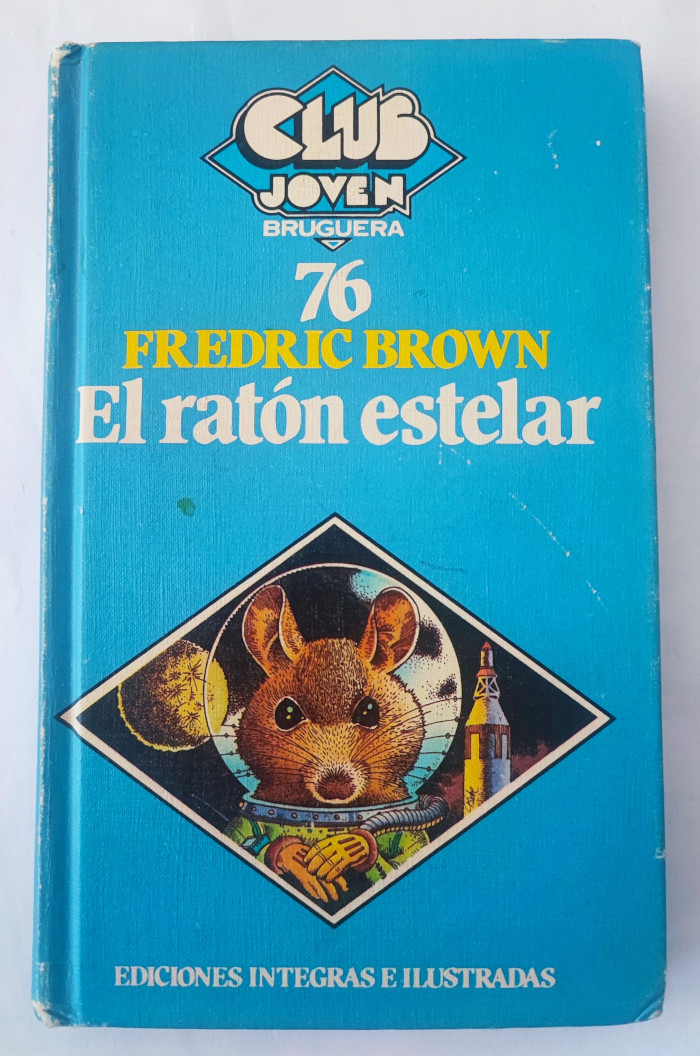 CLUB
JOVEN
BRUGUERA
76
FREDRIC BROWN
El ratón estelar
EDICIONES INTEGRAS E ILUSTRADAS